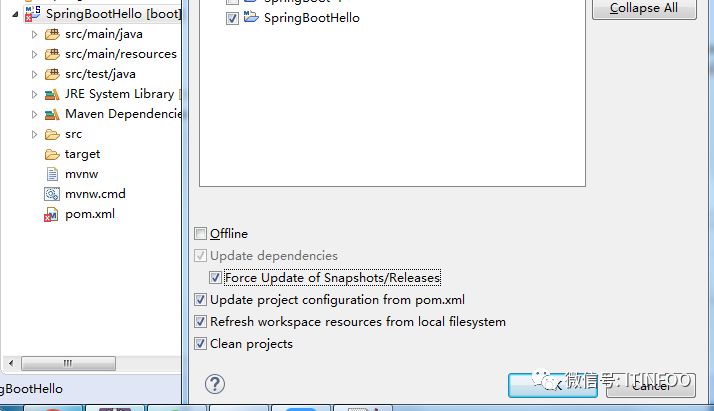 SpringBootHello [boot]
src/main/java
src/main/resources
src/test/java
JRE System Library [
Maven Dependencie
src
target
mvnw
mvnw.cmd
pom.xml
gBootHello
SpringBootHello
Collapse All
Offline
Update dependencies
Force Update of Snapshots/Releases
Update project configuration from pom.xml
Refresh workspace resources from local filesystem
Clean projects
Cancel
微信号: ITINFOO